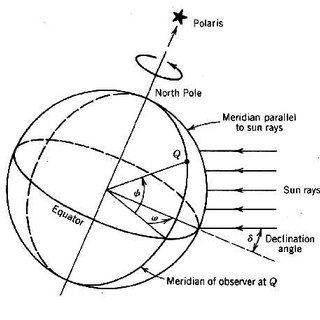 Polaris
North Pole
Meridian parallel
to sun rays
Q
Sun rays
Equator
ϕ
ω
δ
Declination
angle
Meridian of observer at Q